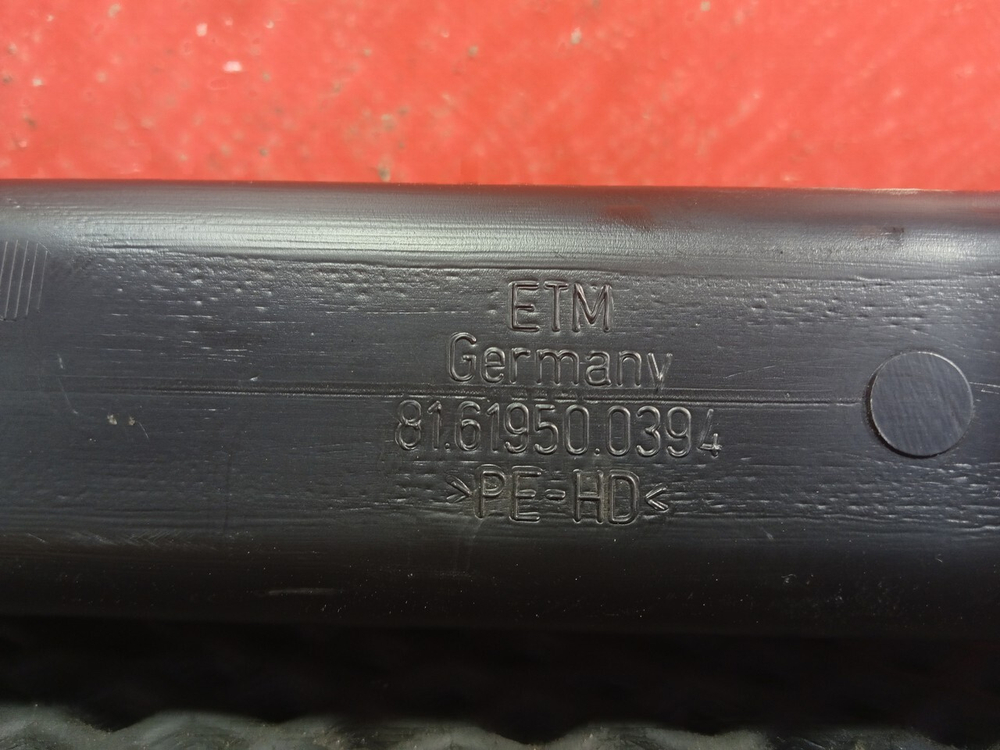 ETM
Germany
81.61950.0394
>PE-HD<